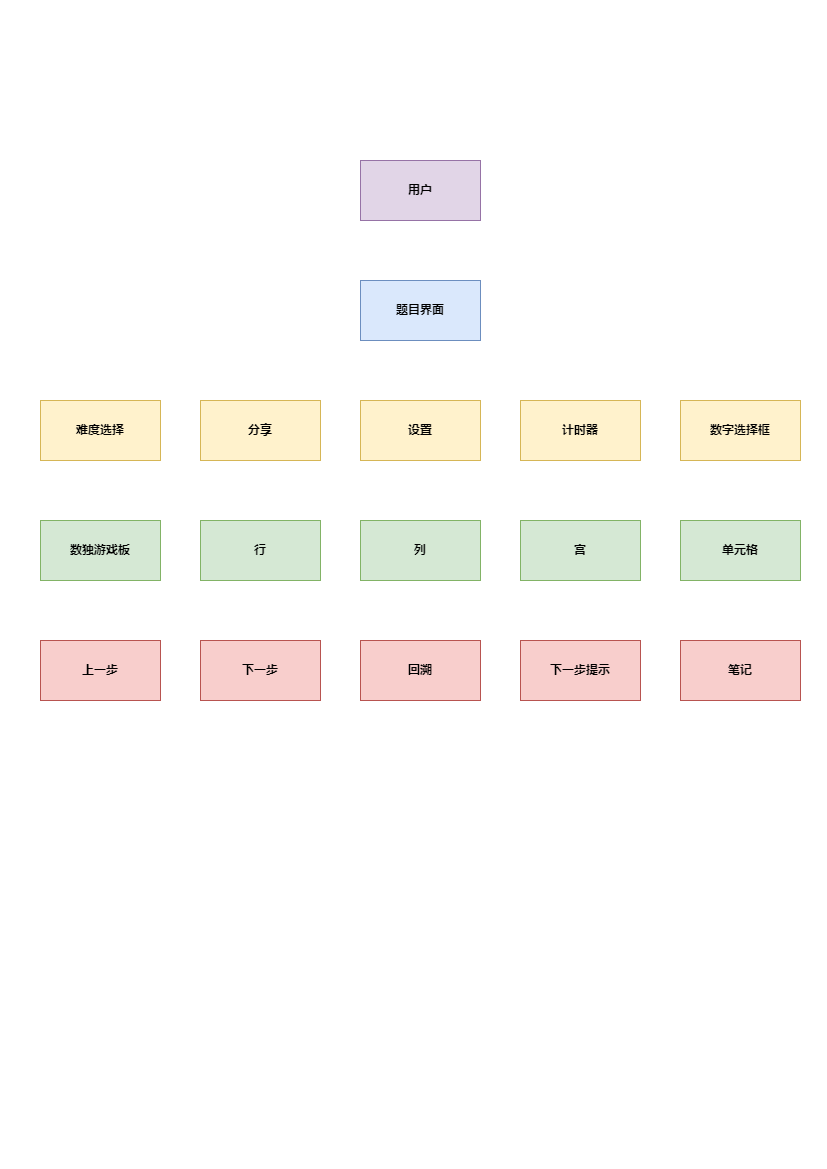 用户
题目界面
难度选择
分享
设置
计时器
数字选择框
数独游戏板
行
列
宫
单元格
上一步
下一步
回溯
下一步提示
笔记